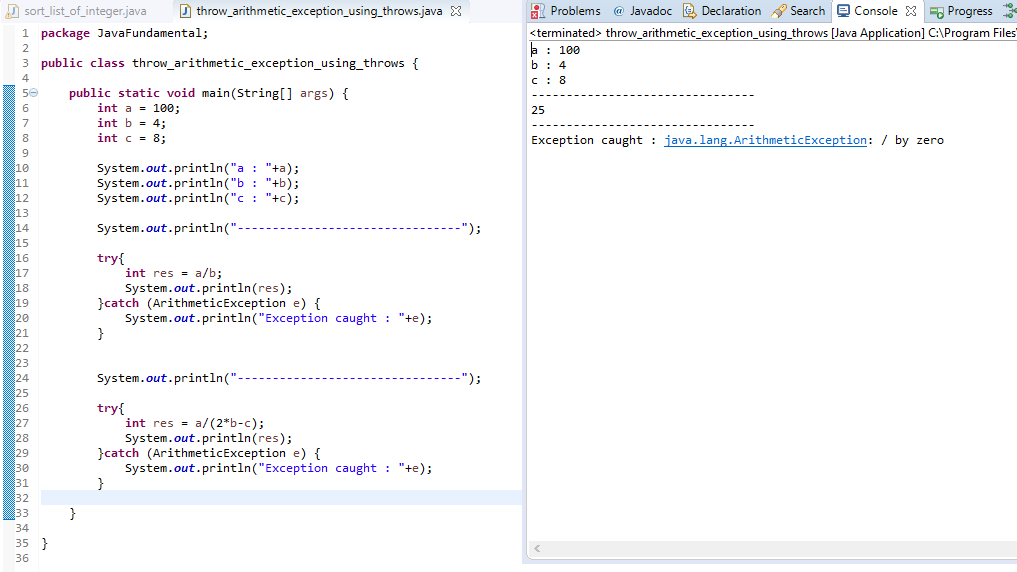 sort_list_of_integer.java
throw_arithmetic_exception_using_throws.java
1 package JavaFundamental;
2
3 public class throw_arithmetic_exception_using_throws {
4
5 public static void main(String[] args) {
6 int a = 100;
7 int b = 4;
8 int c = 8;
9
10 System.out.println("a : "+a);
11 System.out.println("b : "+b);
12 System.out.println("c : "+c);
13
14 System.out.println("--------------------------------");
15
16 try{
17 int res = a/b;
18 System.out.println(res);
19 }catch (ArithmeticException e) {
20 System.out.println("Exception caught : "+e);
21 }
22
23
24 System.out.println("--------------------------------");
25
26 try{
27 int res = a/(2*b-c);
28 System.out.println(res);
29 }catch (ArithmeticException e) {
30 System.out.println("Exception caught : "+e);
31 }
32
33 }
34
35 }
36
Problems @ Javadoc Declaration Search Console Progress
<terminated> throw_arithmetic_exception_using_throws [Java Application] C:\Program Files\
a : 100
b : 4
c : 8
--------------------------------
25
--------------------------------
Exception caught : java.lang.ArithmeticException: / by zero